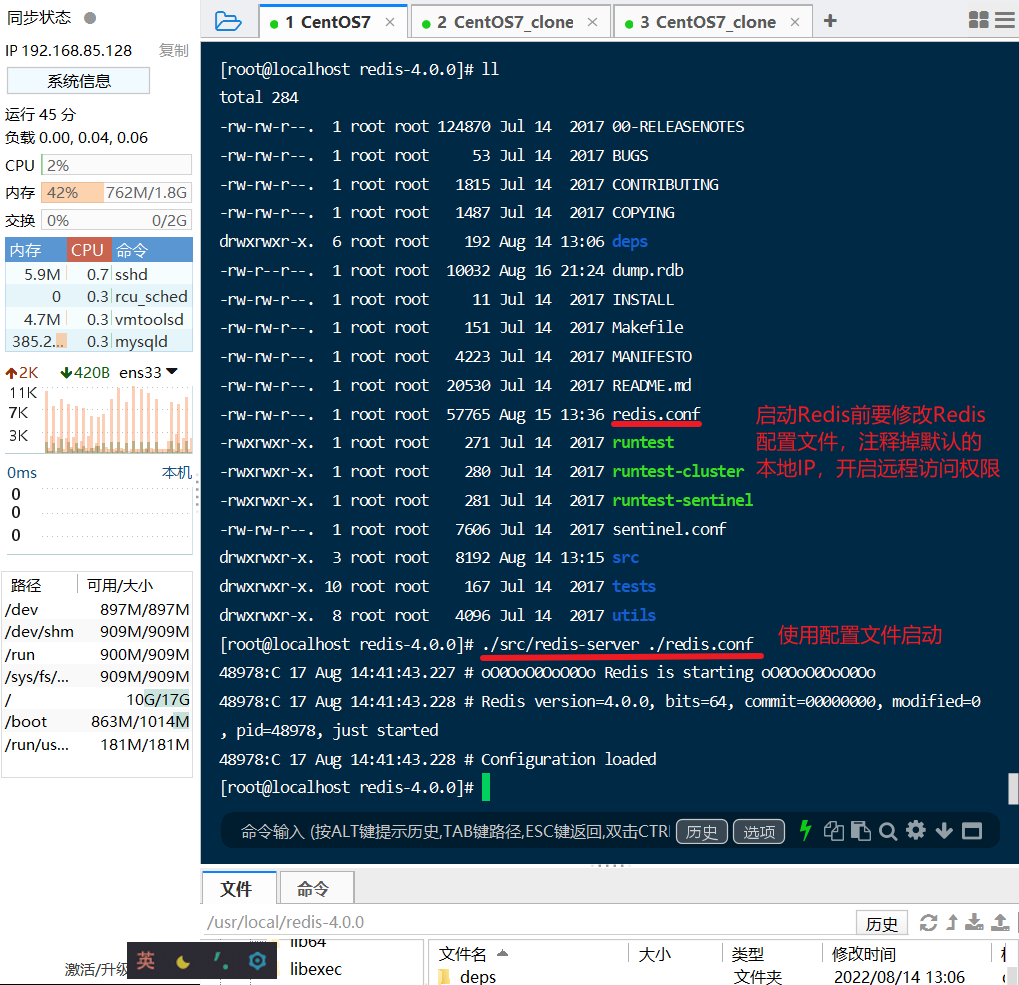 同步状态
IP 192.168.85.128 复制
系统信息
运行 45 分
负载 0.00, 0.04, 0.06
CPU 2%
内存 42% 762M/1.8G
交换 0% 0/2G
内存 CPU 命令
5.9M 0.7 sshd
0 0.3 rcu_sched
4.7M 0.3 vmtoolsd
385.2... 0.3 mysqld
2K 420B ens33
11K
7K
3K
0ms 本机
0
0
0
路径 可用/大小
/dev 897M/897M
/dev/shm 909M/909M
/run 900M/909M
/sys/fs/... 909M/909M
/ 10G/17G
/boot 863M/1014M
/run/us... 181M/181M
激活/升级
英
1 CentOS7
2 CentOS7_clone
3 CentOS7_clone
[root@localhost redis-4.0.0]# ll
total 284
-rw-rw-r--. 1 root root 124870 Jul 14 2017 00-RELEASENOTES
-rw-rw-r--. 1 root root 53 Jul 14 2017 BUGS
-rw-rw-r--. 1 root root 1815 Jul 14 2017 CONTRIBUTING
-rw-rw-r--. 1 root root 1487 Jul 14 2017 COPYING
drwxrwxr-x. 6 root root 192 Aug 14 13:06 deps
-rw-r--r--. 1 root root 10032 Aug 16 21:24 dump.rdb
-rw-rw-r--. 1 root root 11 Jul 14 2017 INSTALL
-rw-rw-r--. 1 root root 151 Jul 14 2017 Makefile
-rw-rw-r--. 1 root root 4223 Jul 14 2017 MANIFESTO
-rw-rw-r--. 1 root root 20530 Jul 14 2017 README.md
-rw-rw-r--. 1 root root 57765 Aug 15 13:36 redis.conf
-rwxrwxr-x. 1 root root 271 Jul 14 2017 runtest
-rwxrwxr-x. 1 root root 280 Jul 14 2017 runtest-cluster
-rwxrwxr-x. 1 root root 281 Jul 14 2017 runtest-sentinel
-rw-rw-r--. 1 root root 7606 Jul 14 2017 sentinel.conf
drwxrwxr-x. 3 root root 8192 Aug 14 13:15 src
drwxrwxr-x. 10 root root 167 Jul 14 2017 tests
drwxrwxr-x. 8 root root 4096 Jul 14 2017 utils
启动Redis前要修改Redis
配置文件，注释掉默认的
本地IP，开启远程访问权限
[root@localhost redis-4.0.0]# ./src/redis-server ./redis.conf
使用配置文件启动
48978:C 17 Aug 14:41:43.227 # oO0OoO0OoO0Oo Redis is starting oO0OoO0OoO0Oo
48978:C 17 Aug 14:41:43.228 # Redis version=4.0.0, bits=64, commit=00000000, modified=0
, pid=48978, just started
48978:C 17 Aug 14:41:43.228 # Configuration loaded
[root@localhost redis-4.0.0]#
命令输入 (按ALT键提示历史,TAB键路径,ESC键返回,双击CTR 历史 选项
文件 命令
/usr/local/redis-4.0.0 历史
lib64
libexec
文件名 大小 类型 修改时间
deps 文件夹 2022/08/14 13:06